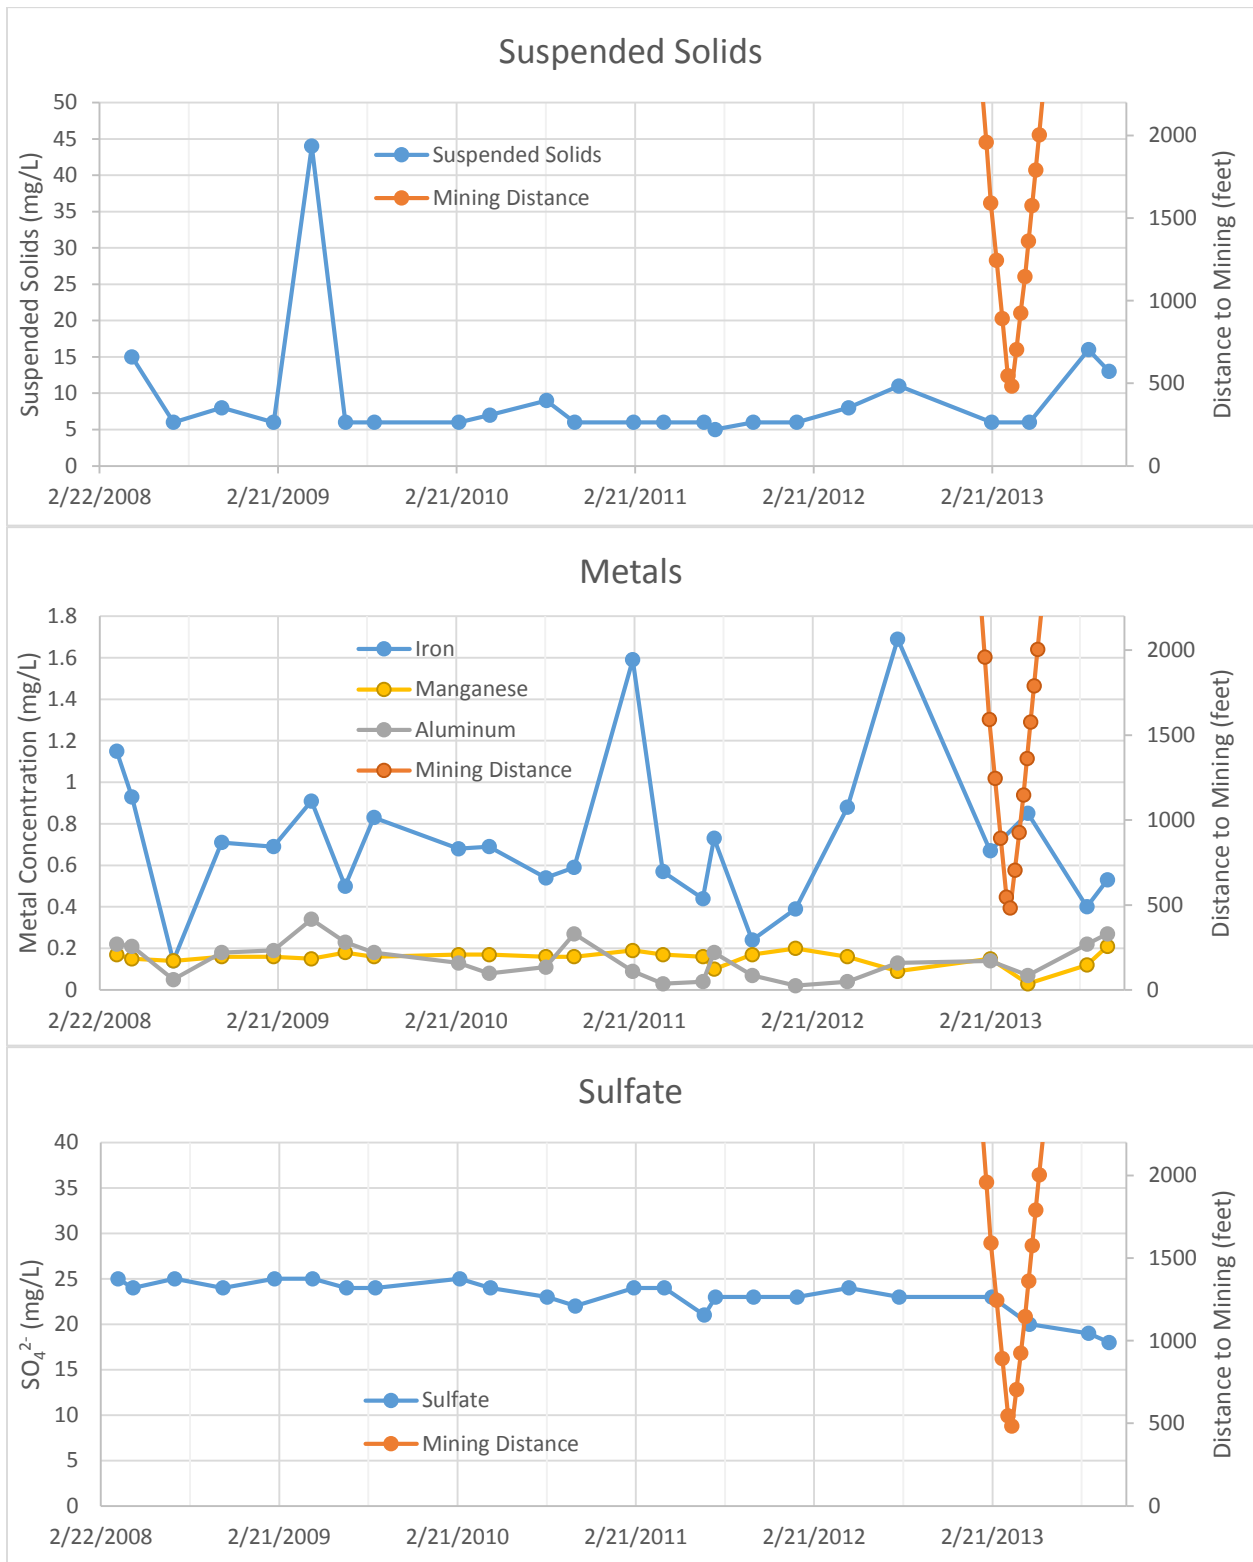 Suspended Solids
50
45
40
35
30
25
20
15
10
5
0
Suspended Solids (mg/L)
Suspended Solids
Mining Distance
2000
1500
1000
500
0
Distance to Mining (feet)
2/22/2008 2/21/2009 2/21/2010 2/21/2011 2/21/2012 2/21/2013
Metals
1.8
1.6
1.4
1.2
1
0.8
0.6
0.4
0.2
0
Metal Concentration (mg/L)
Iron
Manganese
Aluminum
Mining Distance
2000
1500
1000
500
0
Distance to Mining (feet)
2/22/2008 2/21/2009 2/21/2010 2/21/2011 2/21/2012 2/21/2013
Sulfate
40
35
30
25
20
15
10
5
0
SO₄²⁻ (mg/L)
Sulfate
Mining Distance
2000
1500
1000
500
0
Distance to Mining (feet)
2/22/2008 2/21/2009 2/21/2010 2/21/2011 2/21/2012 2/21/2013